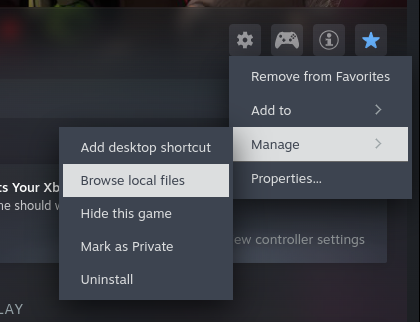 Remove from Favorites
Add to
Manage
Properties...
Add desktop shortcut
Browse local files
Hide this game
Mark as Private
Uninstall
ts Your Xb
me should w
ew controller settings
LAY